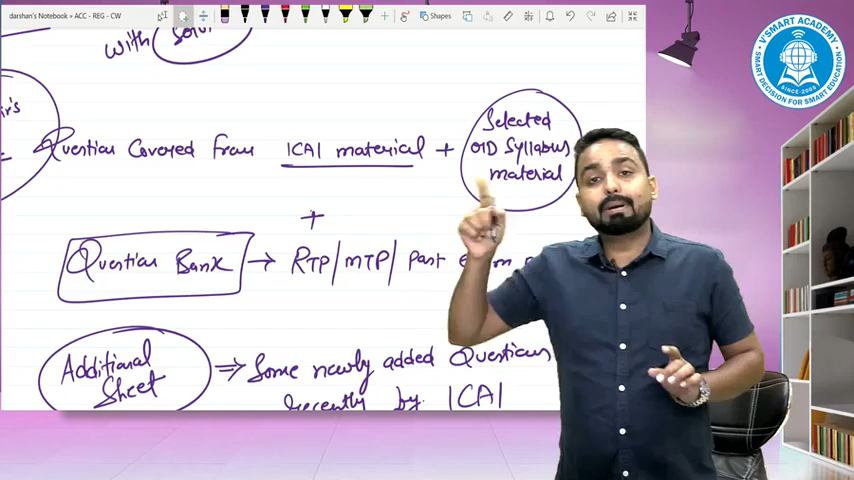 darshan's Notebook » ACC - REG - CW
Shapes
with
Question Covered from ICAI material + Selected
OLD Syllabus
material
+
Question Bank → RTP/MTP/ Past
Additional
Sheet
⇒ Some newly added Questions
recently by ICAI
V'SMART ACADEMY
SMART DECISION FOR SMART EDUCATION
SINCE-2005